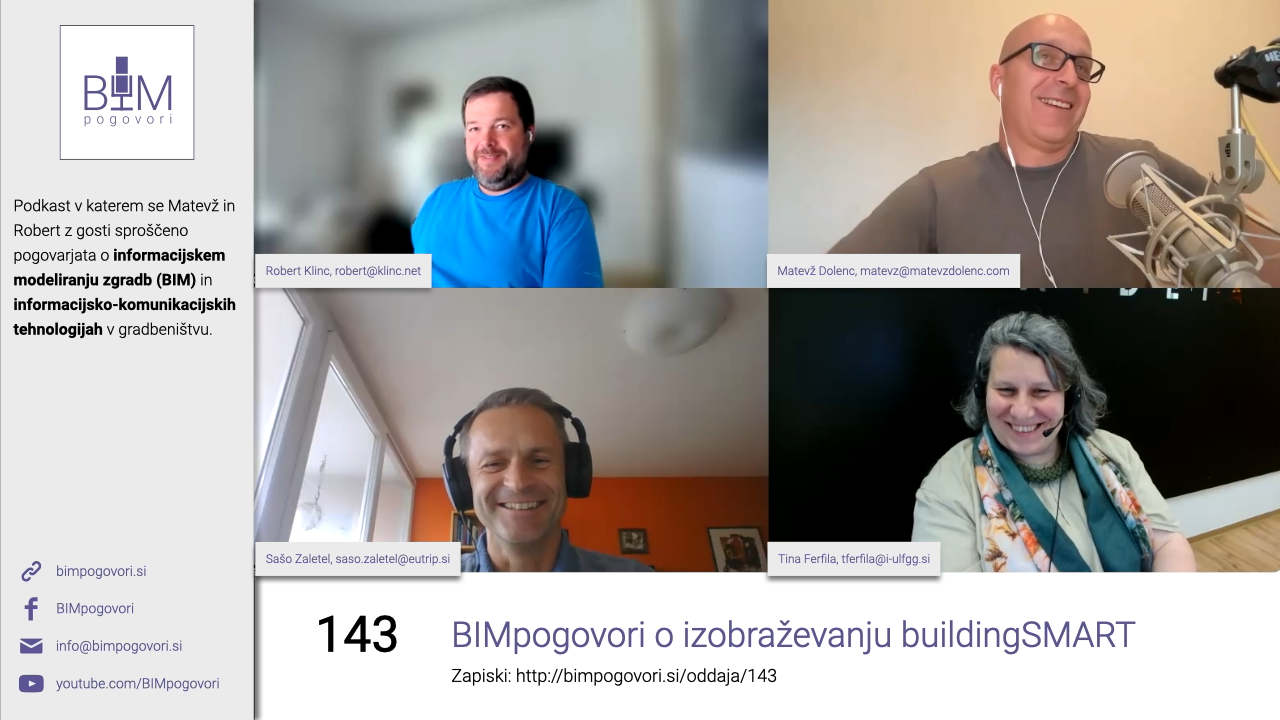 BIM
pogovori
Podkast v katerem se Matevž in
Robert z gosti sproščeno
pogovarjata o informacijskem
modeliranju zgradb (BIM) in
informacijsko-komunikacijskih
tehnologijah v gradbeništvu.
bimpogovori.si
BIMpogovori
info@bimpogovori.si
youtube.com/BIMpogovori
Robert Klinc, robert@klinc.net
Matevž Dolenc, matevz@matevzdolenc.com
Sašo Zaletel, saso.zaletel@eutrip.si
Tina Ferfila, tferfila@i-ulfgg.si
143
BIMpogovori o izobraževanju buildingSMART
Zapiski: http://bimpogovori.si/oddaja/143